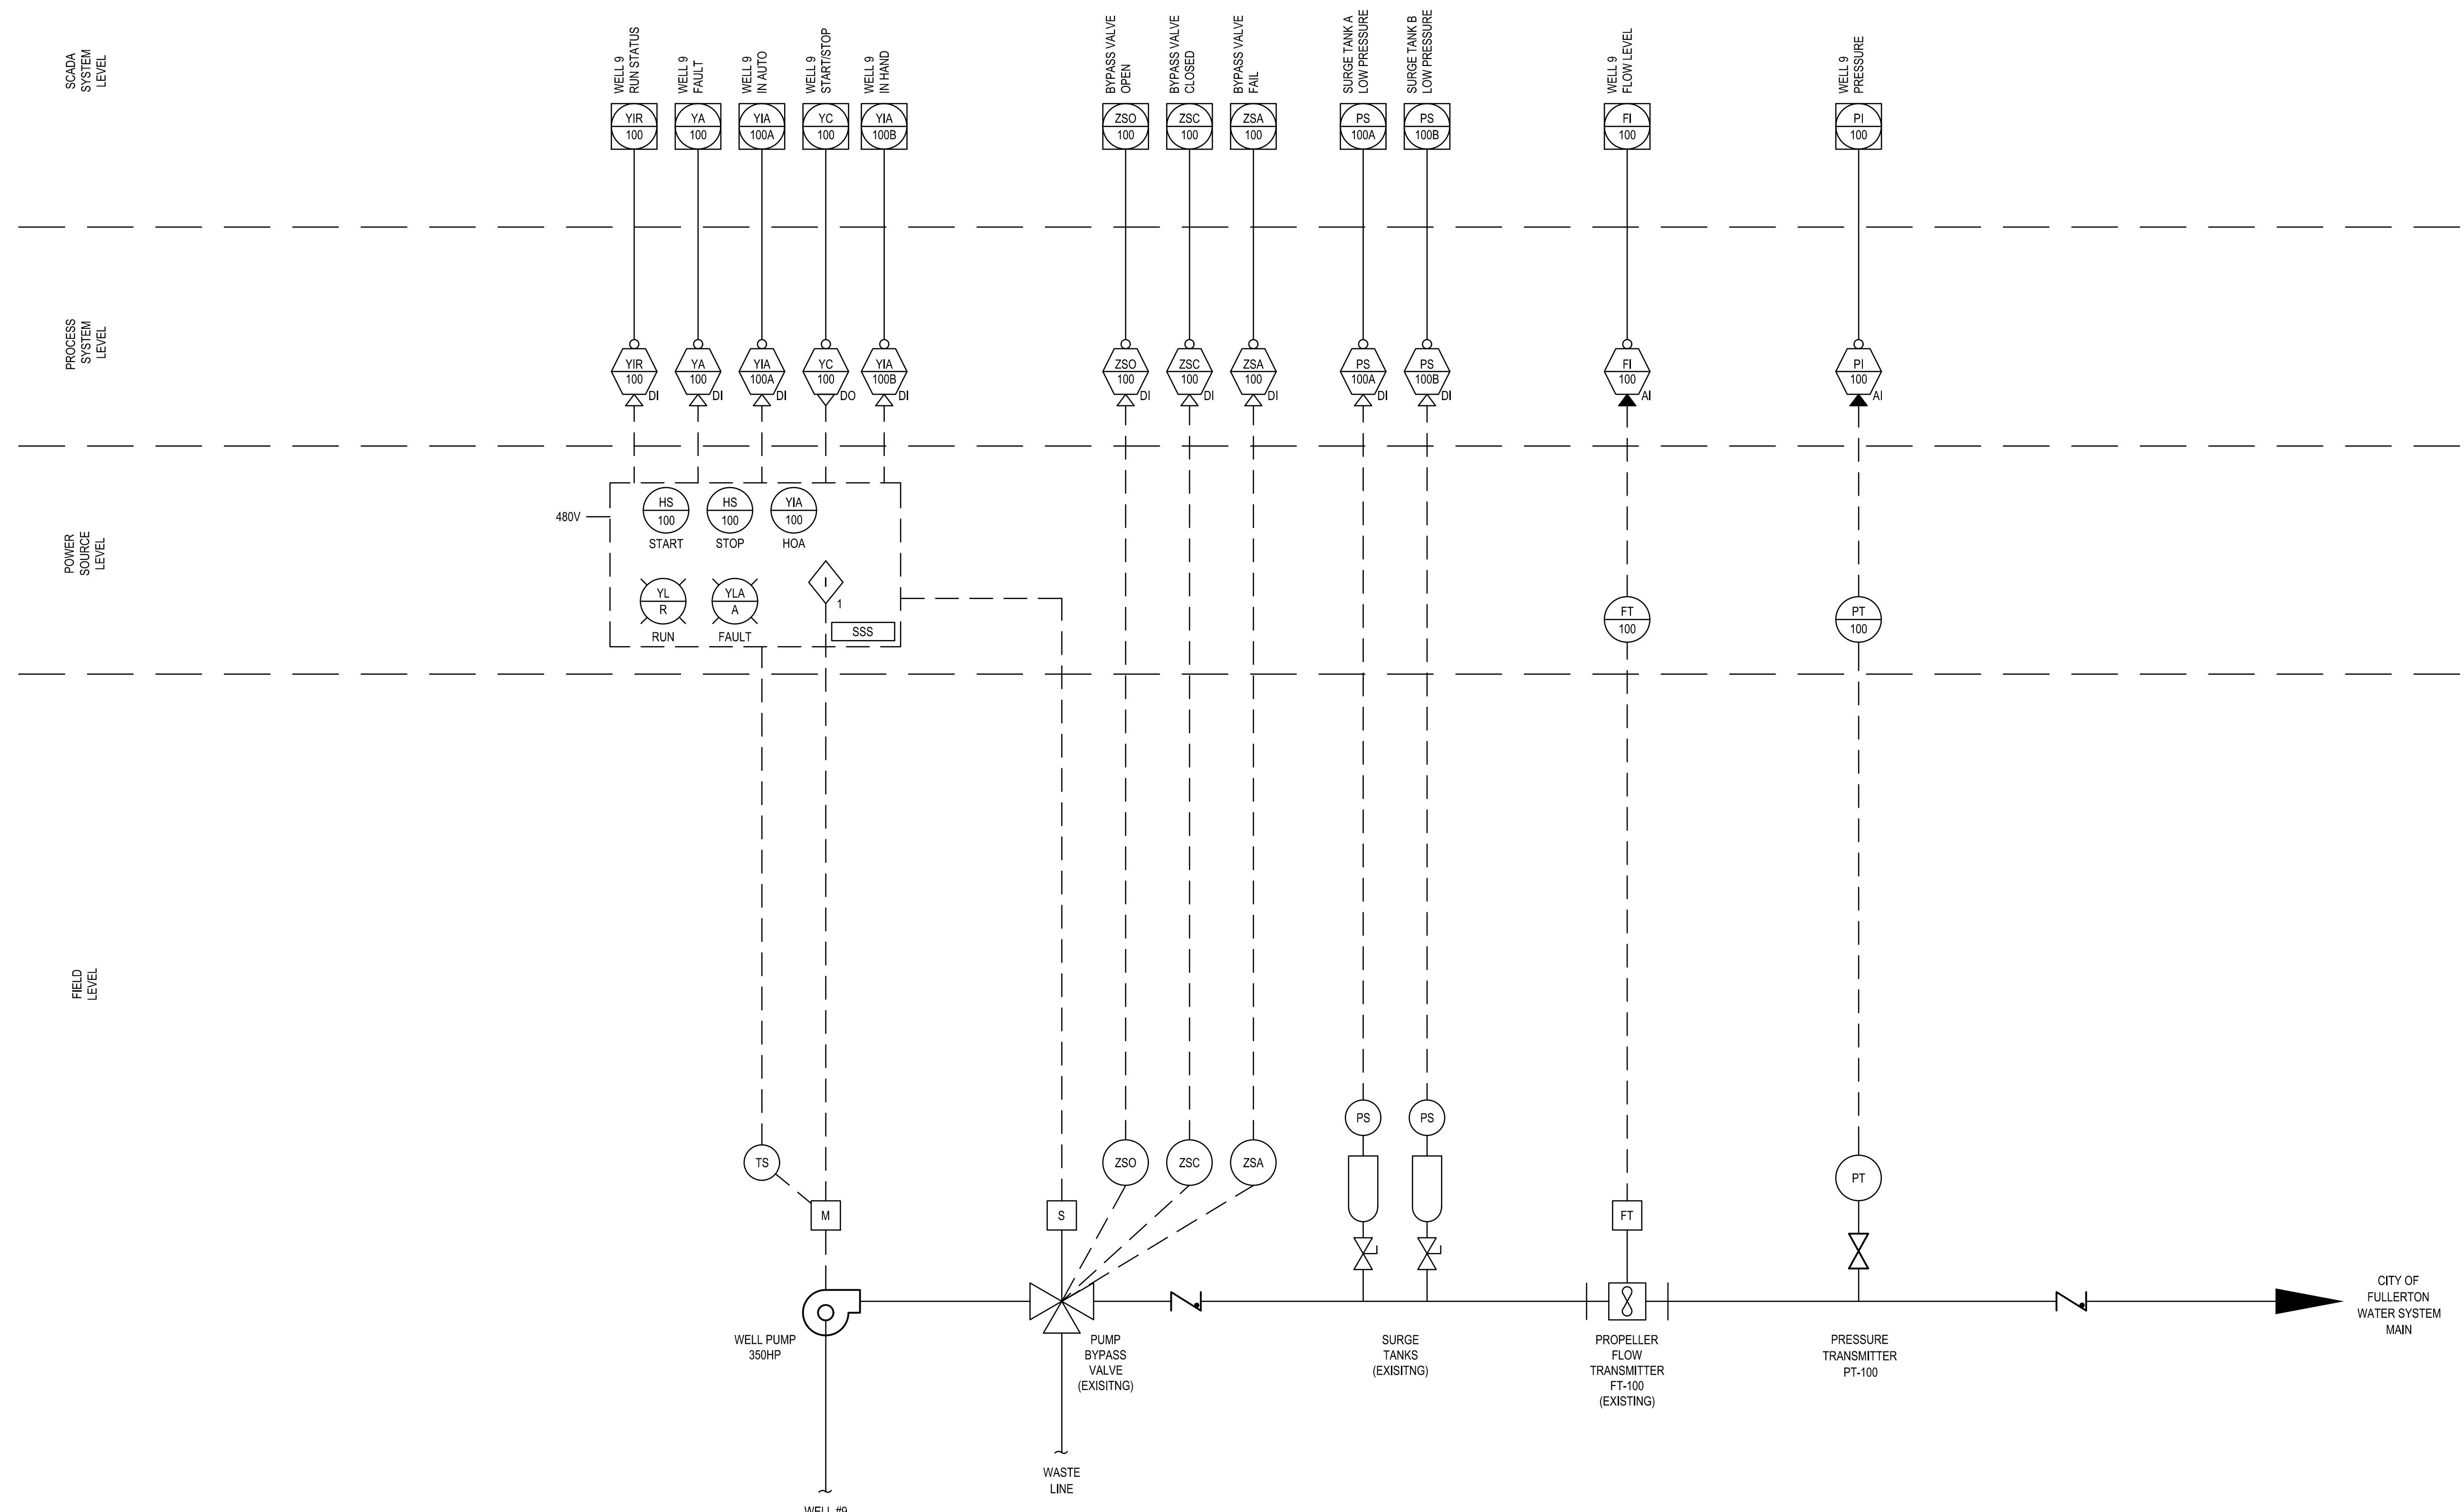 SCADA
SYSTEM
LEVEL
WELL 9
RUN STATUS
WELL 9
FAULT
WELL 9
IN AUTO
WELL 9
START/STOP
WELL 9
IN HAND
BYPASS VALVE
OPEN
BYPASS VALVE
CLOSED
BYPASS VALVE
FAIL
SURGE TANK A
LOW PRESSURE
SURGE TANK B
LOW PRESSURE
WELL 9
FLOW LEVEL
WELL 9
PRESSURE
YIR
100
YA
100
YIA
100A
YC
100
YIA
100B
ZSO
100
ZSC
100
ZSA
100
PS
100A
PS
100B
FI
100
PI
100
PROCESS
SYSTEM
LEVEL
YIR
100
DI
YA
100
DI
YIA
100A
DI
YC
100
DO
YIA
100B
DI
ZSO
100
DI
ZSC
100
DI
ZSA
100
DI
PS
100A
DI
PS
100B
DI
FI
100
AI
PI
100
AI
POWER
SOURCE
LEVEL
480V
HS
100
START
HS
100
STOP
YIA
100
HOA
YL
R
RUN
YLA
A
FAULT
I
1
SSS
FT
100
PT
100
FIELD
LEVEL
TS
M
S
ZSO
ZSC
ZSA
PS
PS
FT
PT
WELL PUMP
350HP
PUMP
BYPASS
VALVE
(EXISITNG)
SURGE
TANKS
(EXISITNG)
PROPELLER
FLOW
TRANSMITTER
FT-100
(EXISTING)
PRESSURE
TRANSMITTER
PT-100
CITY OF
FULLERTON
WATER SYSTEM
MAIN
WASTE
LINE
WELL #9